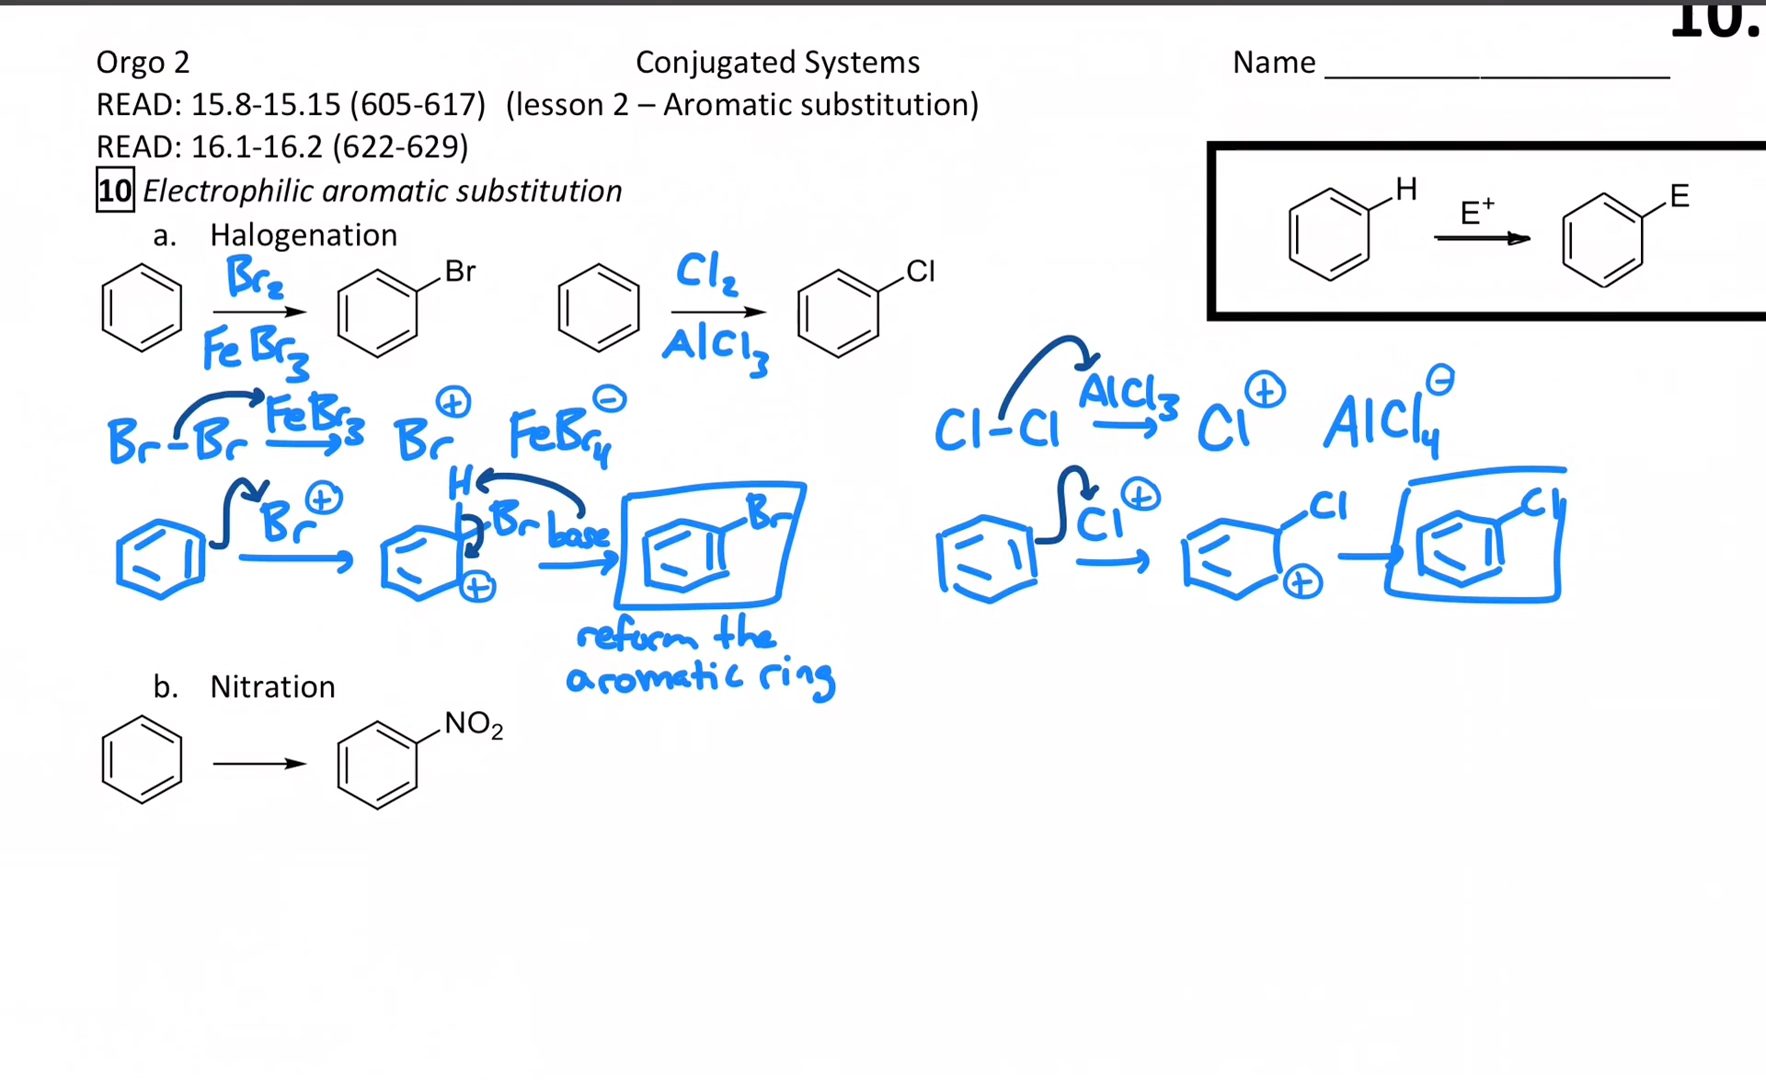 10.
Orgo 2 Conjugated Systems Name
READ: 15.8-15.15 (605-617) (lesson 2 – Aromatic substitution)
READ: 16.1-16.2 (622-629)
10 Electrophilic aromatic substitution
H E⁺ E
a. Halogenation
Br₂ Br Cl₂ Cl
FeBr₃ AlCl₃
Br-Br FeBr₃ Br⊕ FeBr₄⊖ Cl-Cl AlCl₃ Cl⊕ AlCl₄⊖
Br⊕ H Br ⊕ base Br Cl⊕ Cl ⊕ Cl
reform the
aromatic ring
b. Nitration
NO₂